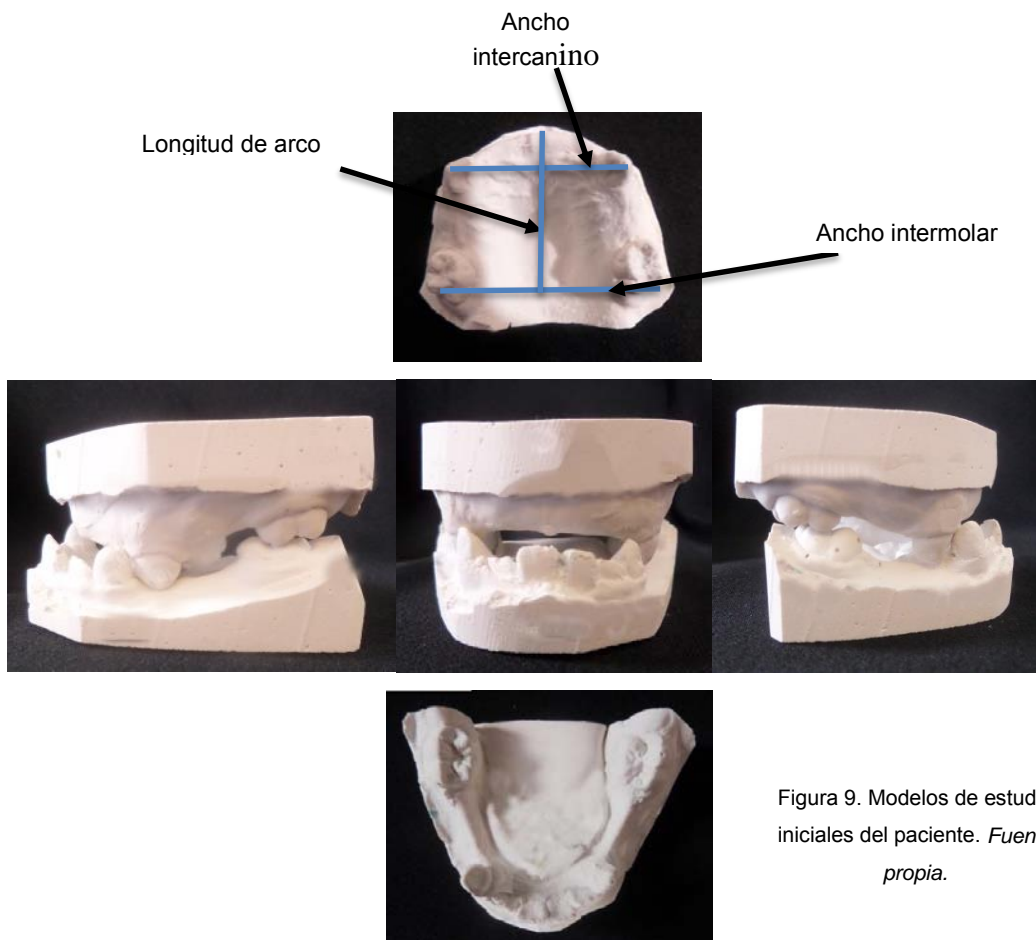 Ancho
intercanino
Longitud de arco
Ancho intermolar
Figura 9. Modelos de estud
iniciales del paciente. Fuen
propia.